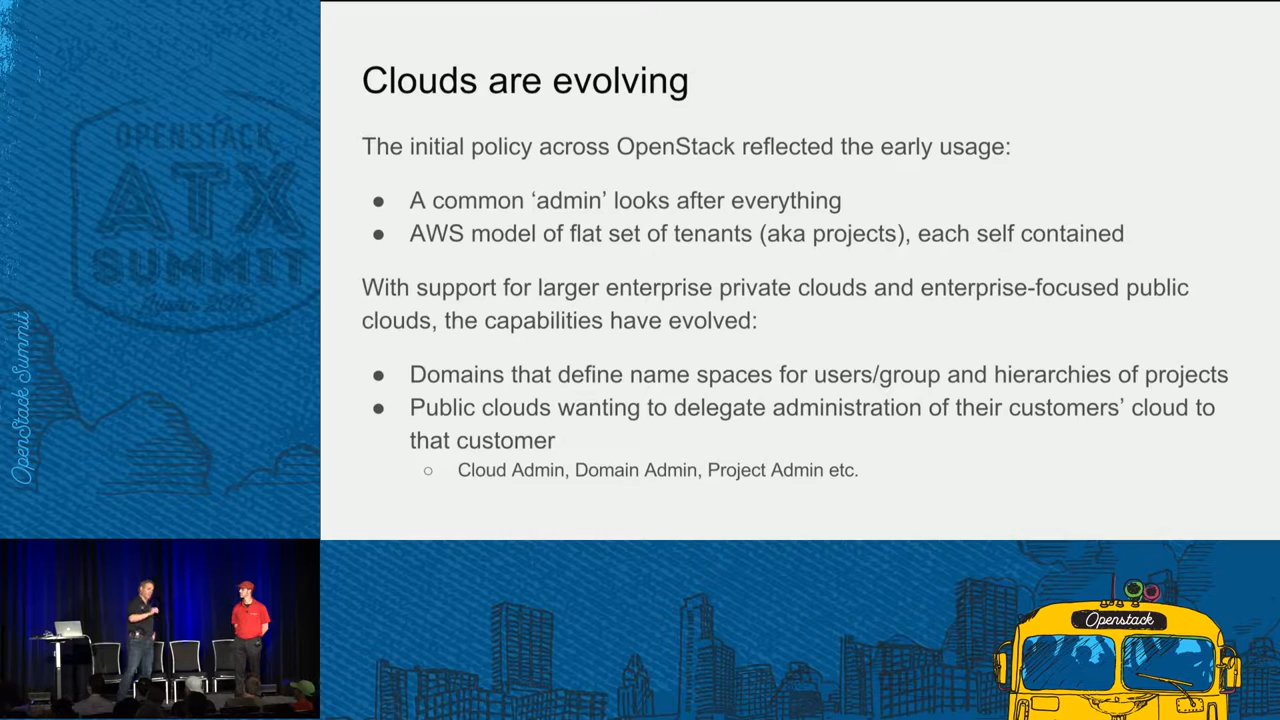 Clouds are evolving
The initial policy across OpenStack reflected the early usage:
● A common ‘admin’ looks after everything
● AWS model of flat set of tenants (aka projects), each self contained
With support for larger enterprise private clouds and enterprise-focused public
clouds, the capabilities have evolved:
● Domains that define name spaces for users/group and hierarchies of projects
● Public clouds wanting to delegate administration of their customers’ cloud to
that customer
○ Cloud Admin, Domain Admin, Project Admin etc.
OPENSTACK
ATX
SUMMIT
Austin 2016
OpenStack Summit
Openstack